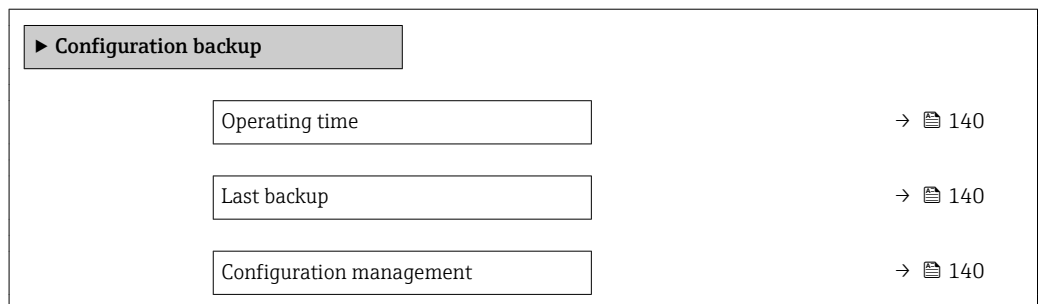 ▶ Configuration backup
Operating time → 🖹 140
Last backup → 🖹 140
Configuration management → 🖹 140